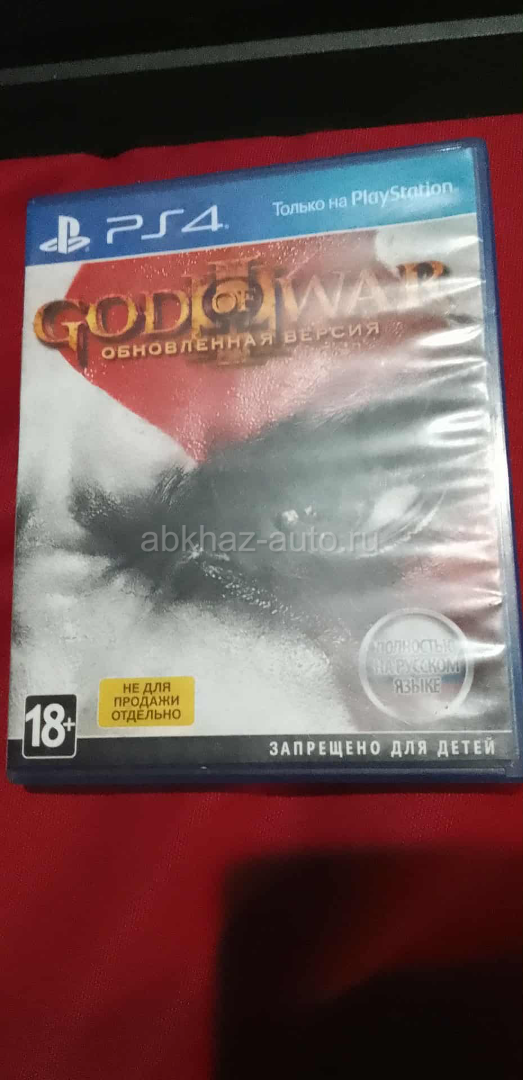 PS4
Только на PlayStation
III
GOD OF WAR
ОБНОВЛЕННАЯ ВЕРСИЯ
abkhaz-auto.ru
ПОЛНОСТЬЮ
НА РУССКОМ
ЯЗЫКЕ
НЕ ДЛЯ
ПРОДАЖИ
ОТДЕЛЬНО
18+
ЗАПРЕЩЕНО ДЛЯ ДЕТЕЙ